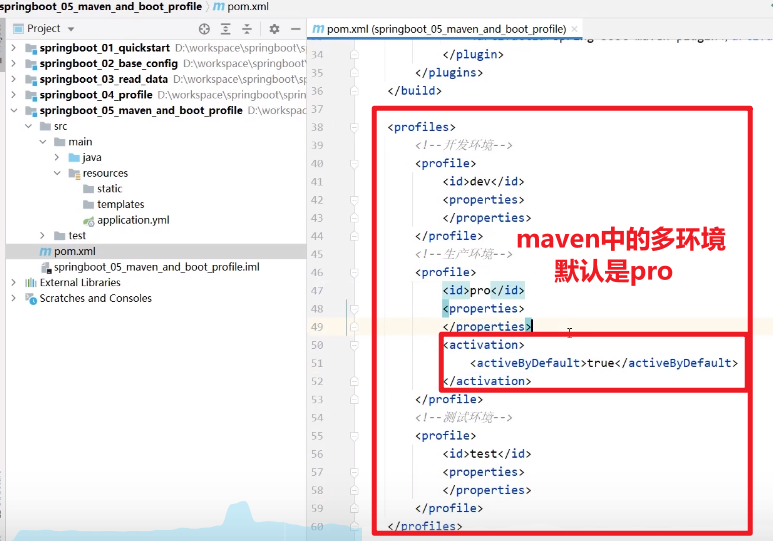 springboot_05_maven_and_boot_profile
pom.xml
Project
pom.xml (springboot_05_maven_and_boot_profile)
springboot_01_quickstart D:\workspace\springboot\s
springboot_02_base_config D:\workspace\springboot\
springboot_03_read_data D:\workspace\springboot\sp
springboot_04_profile D:\workspace\springboot\sprin
springboot_05_maven_and_boot_profile D:\workspac
src
main
java
resources
static
templates
application.yml
test
pom.xml
springboot_05_maven_and_boot_profile.iml
External Libraries
Scratches and Consoles
34 </plugin>
35 </plugins>
36 </build>
37
38 <profiles>
39 <!--开发环境-->
40 <profile>
41 <id>dev</id>
42 <properties>
43 </properties>
44 </profile>
45 <!--生产环境-->
46 <profile>
47 <id>pro</id>
48 <properties>
49 </properties>
50 <activation>
51 <activeByDefault>true</activeByDefault>
52 </activation>
53 </profile>
54 <!--测试环境-->
55 <profile>
56 <id>test</id>
57 <properties>
58 </properties>
59 </profile>
60 </profiles>
maven中的多环境
默认是pro